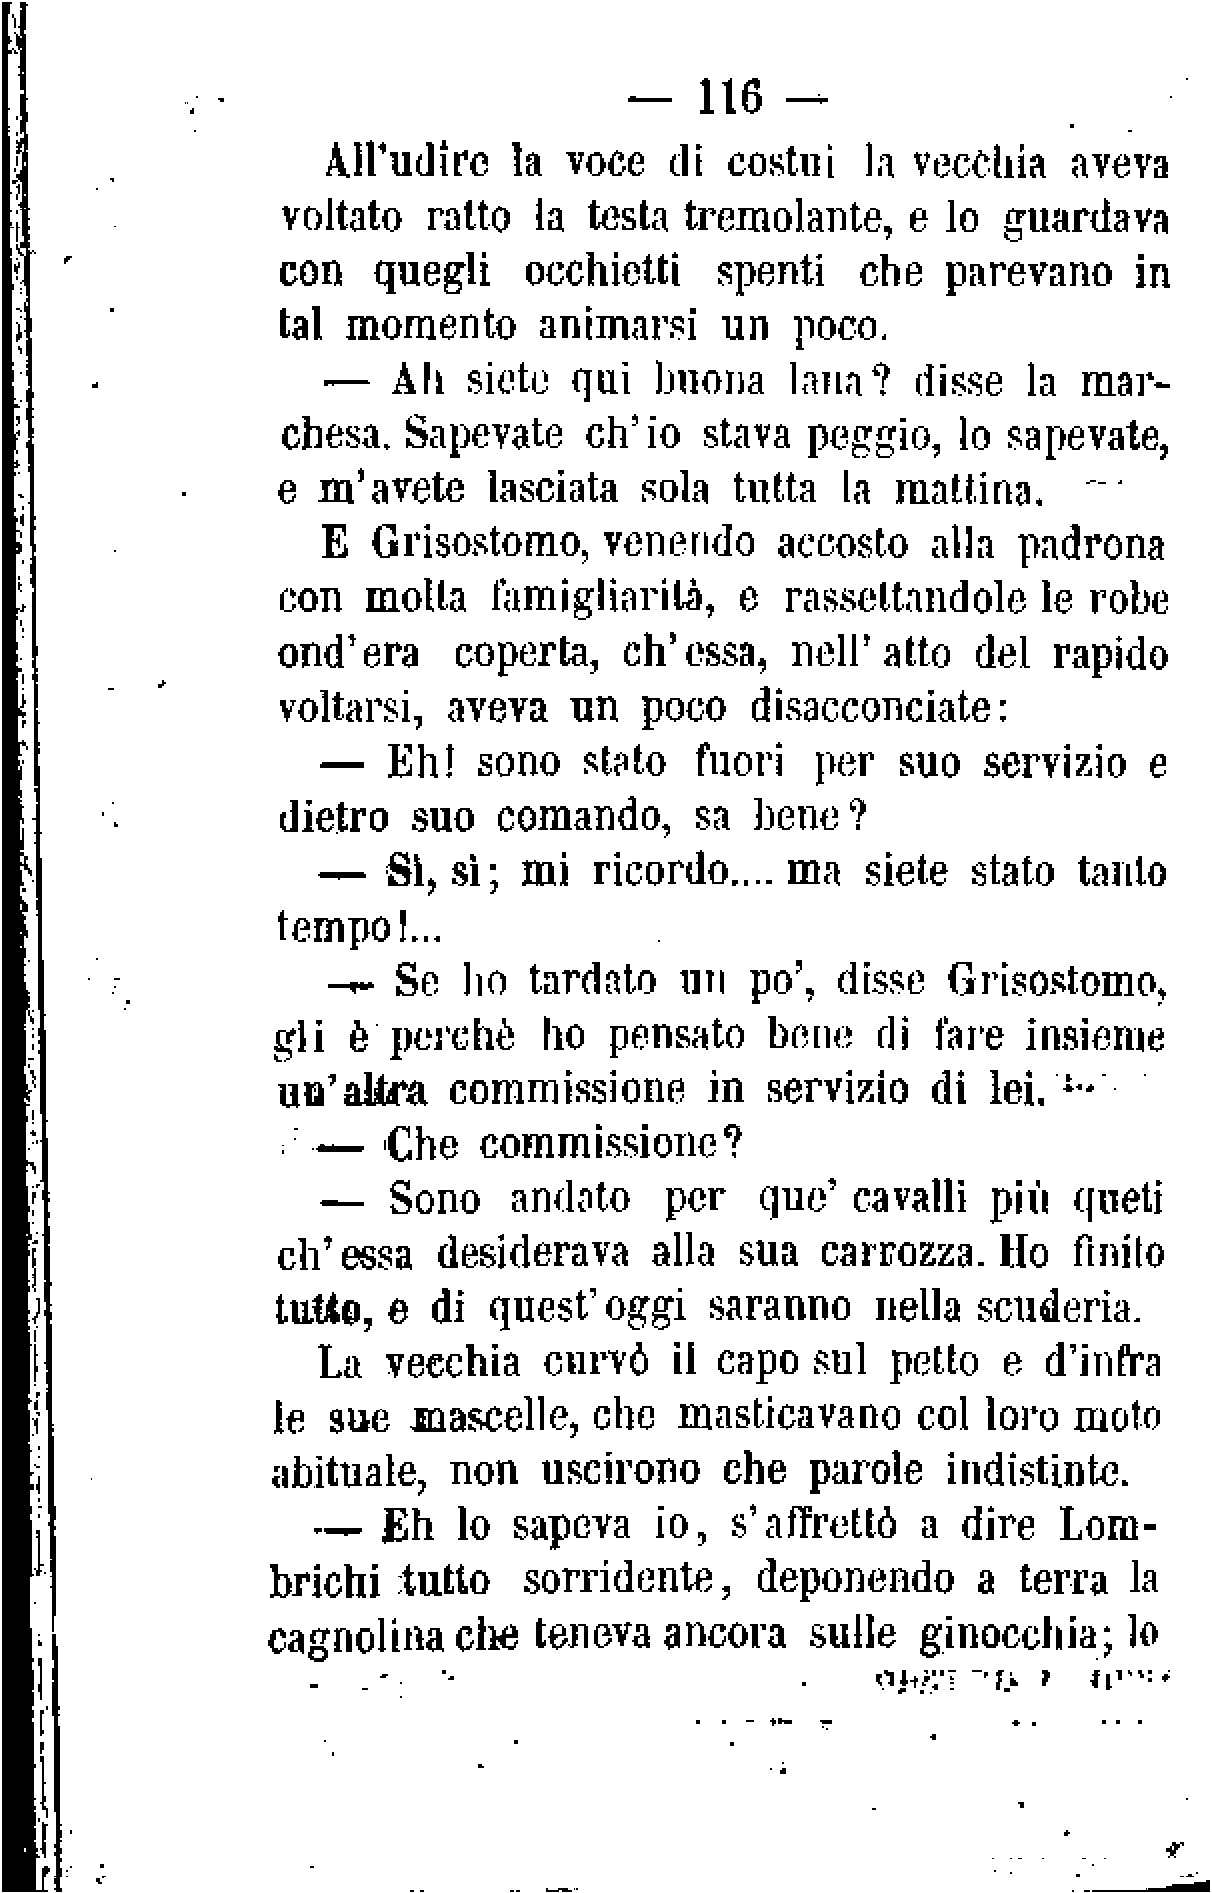 — 116 —
All'udire la voce di costui la vecchia aveva
voltato ratto la testa tremolante, e lo guardava
con quegli occhietti spenti che parevano in
tal momento animarsi un poco.
— Ah siete qui buona lana? disse la mar-
chesa. Sapevate ch'io stava peggio, lo sapevate,
e m'avete lasciata sola tutta la mattina.
E Grisostomo, venendo accosto alla padrona
con molta famigliarità, e rassettandole le robe
ond'era coperta, ch'essa, nell'atto del rapido
voltarsi, aveva un poco disacconciate:
— Eh! sono stato fuori per suo servizio e
dietro suo comando, sa bene?
— Sì, sì; mi ricordo.... ma siete stato tanto
tempo!...
— Se ho tardato un po', disse Grisostomo,
gli è perchè ho pensato bene di fare insieme
un'altra commissione in servizio di lei.
— Che commissione?
— Sono andato per que' cavalli più queti
ch'essa desiderava alla sua carrozza. Ho finito
tutto, e di quest'oggi saranno nella scuderia.
La vecchia curvò il capo sul petto e d'infra
le sue mascelle, che masticavano col loro moto
abituale, non uscirono che parole indistinte.
— Eh lo sapeva io, s'affrettò a dire Lom-
brichi tutto sorridente, deponendo a terra la
cagnolina che teneva ancora sulle ginocchia; lo